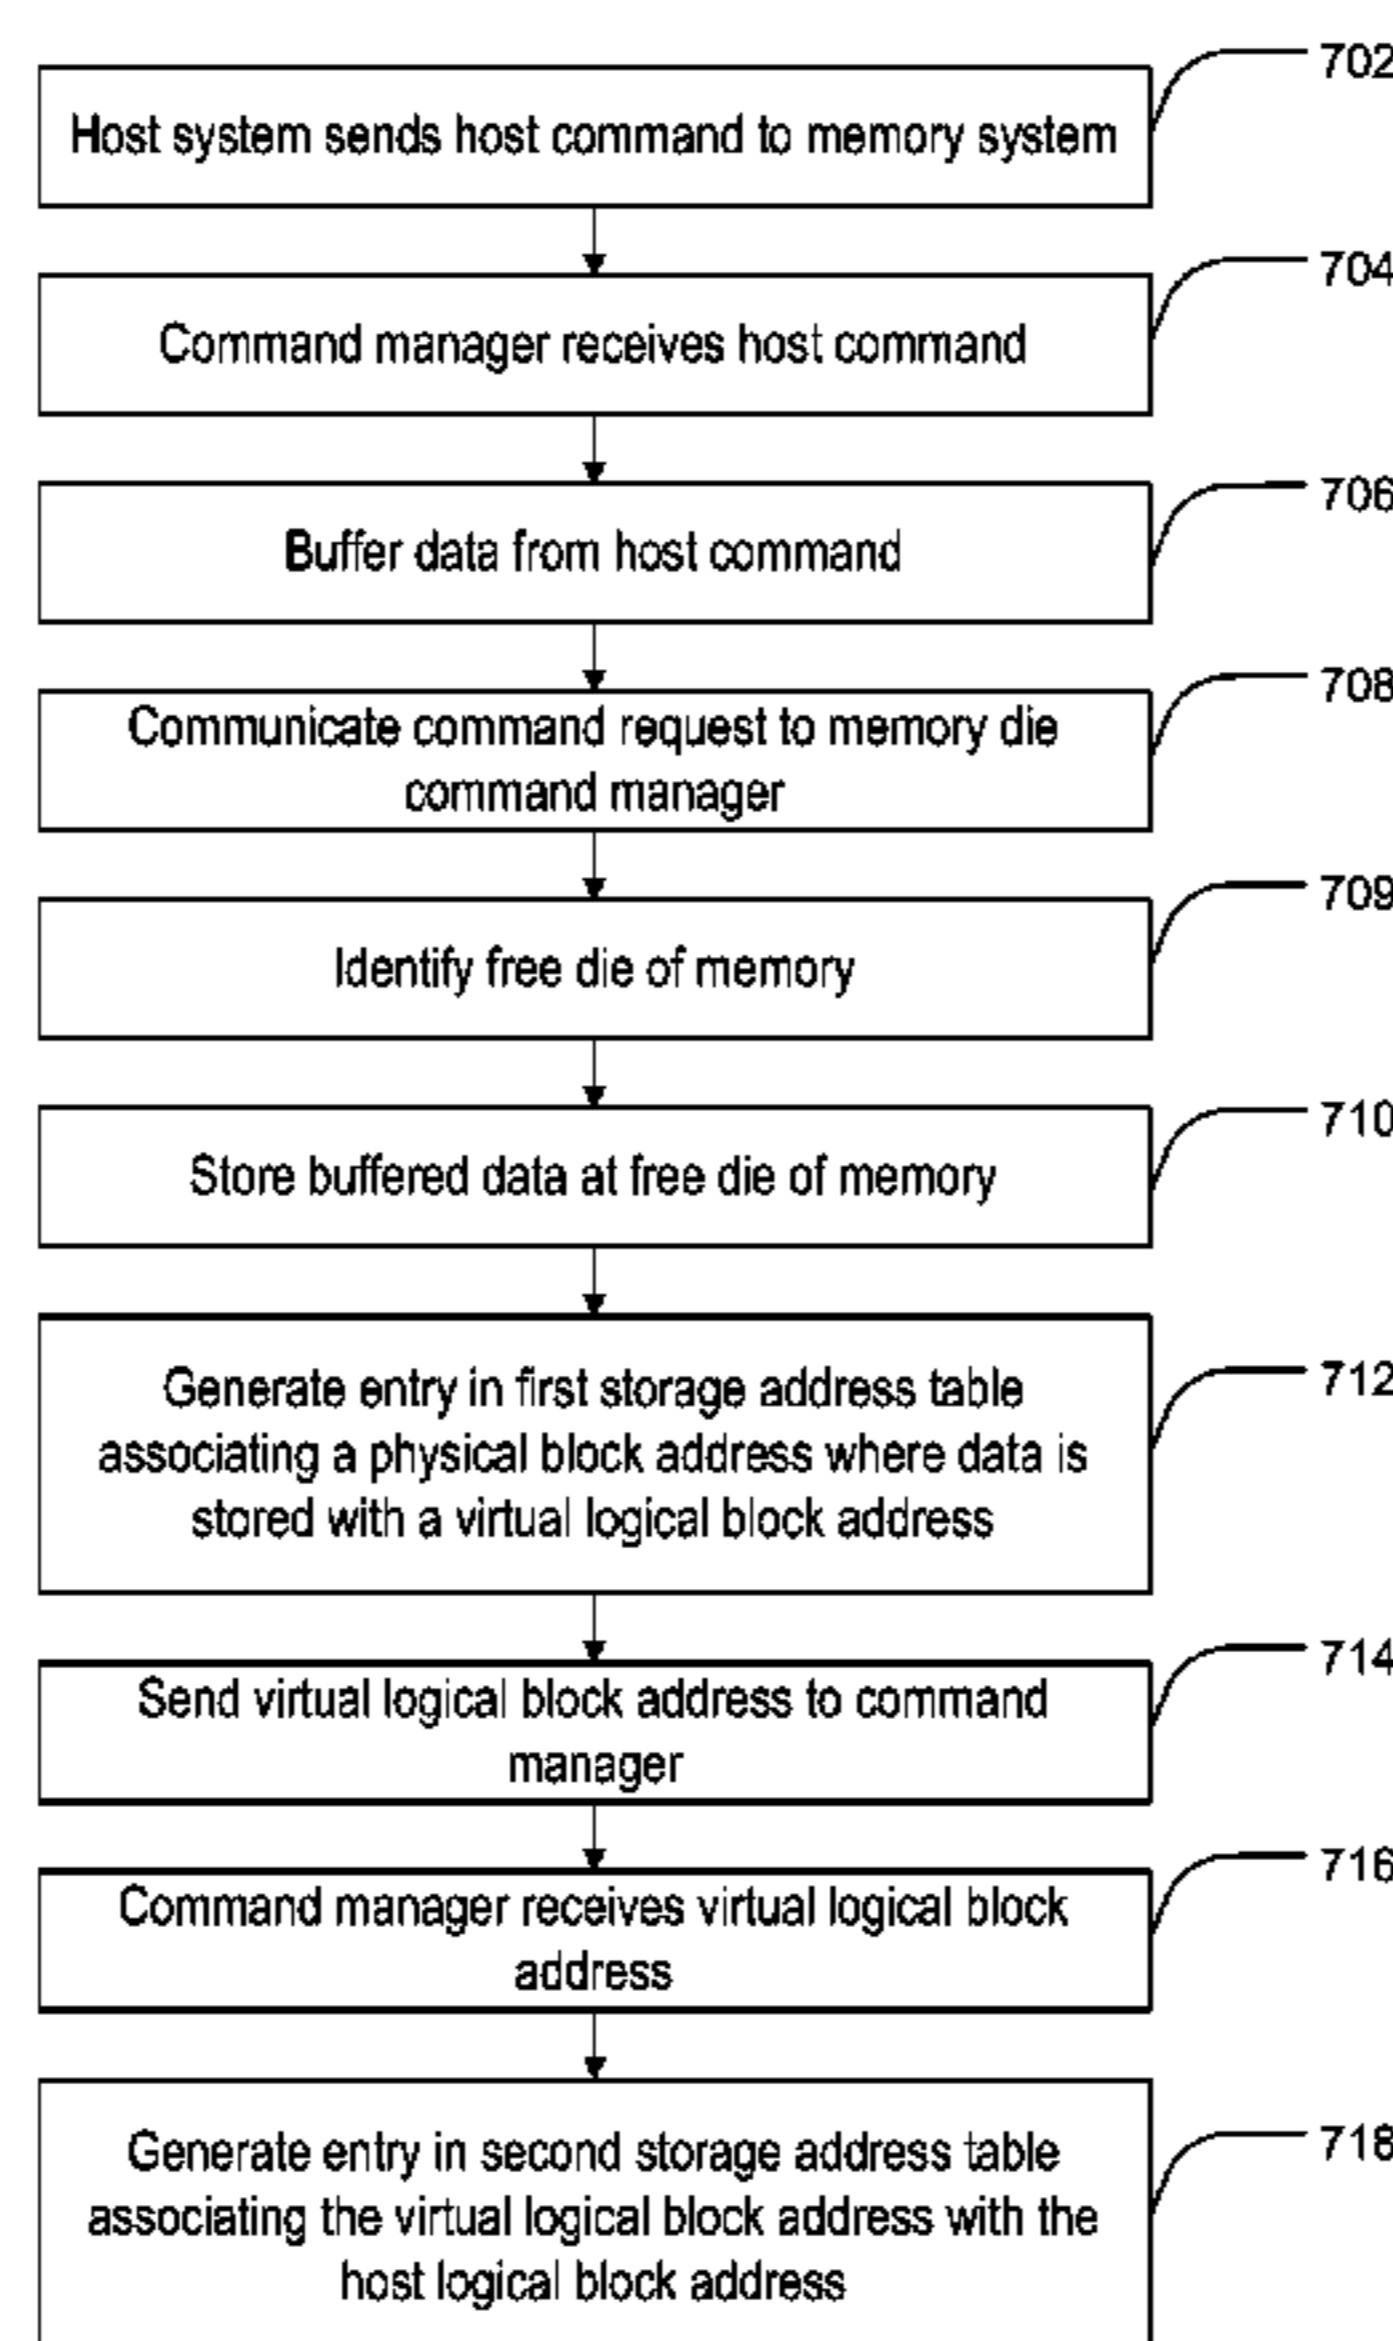 702
Host system sends host command to memory system
704
Command manager receives host command
706
Buffer data from host command
708
Communicate command request to memory die
command manager
709
Identify free die of memory
710
Store buffered data at free die of memory
712
Generate entry in first storage address table
associating a physical block address where data is
stored with a virtual logical block address
714
Send virtual logical block address to command
manager
716
Command manager receives virtual logical block
address
718
Generate entry in second storage address table
associating the virtual logical block address with the
host logical block address